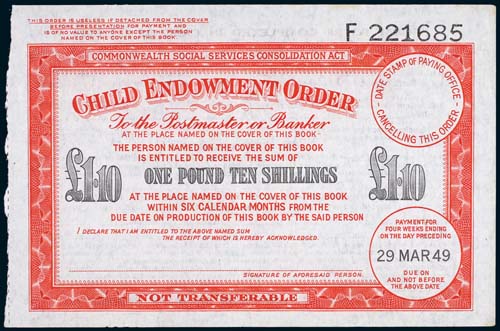 THIS ORDER IS USELESS IF DETACHED FROM THE COVER
BEFORE PRESENTATION FOR PAYMENT AND
IS OF NO VALUE TO ANYONE EXCEPT THE PERSON
NAMED ON THE COVER OF THIS BOOK
F 221685
COMMONWEALTH SOCIAL SERVICES CONSOLIDATION ACT
CHILD ENDOWMENT ORDER
To the Postmaster or Banker
AT THE PLACE NAMED ON THE COVER OF THIS BOOK
THE PERSON NAMED ON THE COVER OF THIS BOOK
IS ENTITLED TO RECEIVE THE SUM OF
£1·10 ONE POUND TEN SHILLINGS £1·10
AT THE PLACE NAMED ON THE COVER OF THIS BOOK
WITHIN SIX CALENDAR MONTHS FROM THE
DUE DATE ON PRODUCTION OF THIS BOOK BY THE SAID PERSON
I DECLARE THAT I AM ENTITLED TO THE ABOVE NAMED SUM
THE RECEIPT OF WHICH IS HEREBY ACKNOWLEDGED.
SIGNATURE OF AFORESAID PERSON.
NOT TRANSFERABLE
DATE STAMP OF PAYING OFFICE
CANCELLING THIS ORDER
PAYMENT FOR
FOUR WEEKS ENDING
ON THE DAY PRECEDING
29 MAR 49
DUE ON
AND NOT BEFORE
THE ABOVE DATE